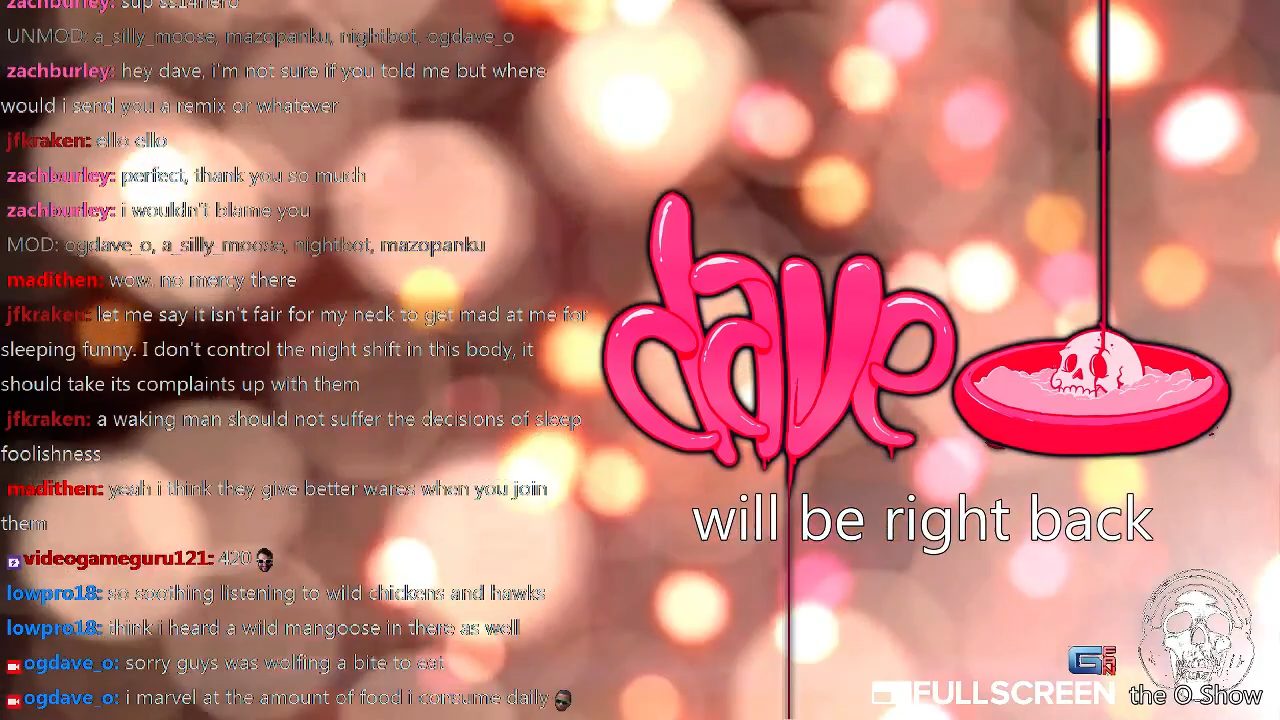 zachburley: sup ss14hero
UNMOD: a_silly_moose, mazopanku, nightbot, ogdave_o
zachburley: hey dave, i'm not sure if you told me but where
would i send you a remix or whatever
jfkraken: ello ello
zachburley: perfect, thank you so much
zachburley: i wouldn't blame you
MOD: ogdave_o, a_silly_moose, nightbot, mazopanku
madithen: wow. no mercy there
jfkraken: let me say it isn't fair for my neck to get mad at me for
sleeping funny. I don't control the night shift in this body, it
should take its complaints up with them
jfkraken: a waking man should not suffer the decisions of sleep
foolishness
madithen: yeah i think they give better wares when you join
them
videogameguru121: 420
lowpro18: so soothing listening to wild chickens and hawks
lowpro18: think i heard a wild mangoose in there as well
ogdave_o: sorry guys was wolfing a bite to eat
ogdave_o: i marvel at the amount of food i consume daily
dave
will be right back
FULLSCREEN
the O Show